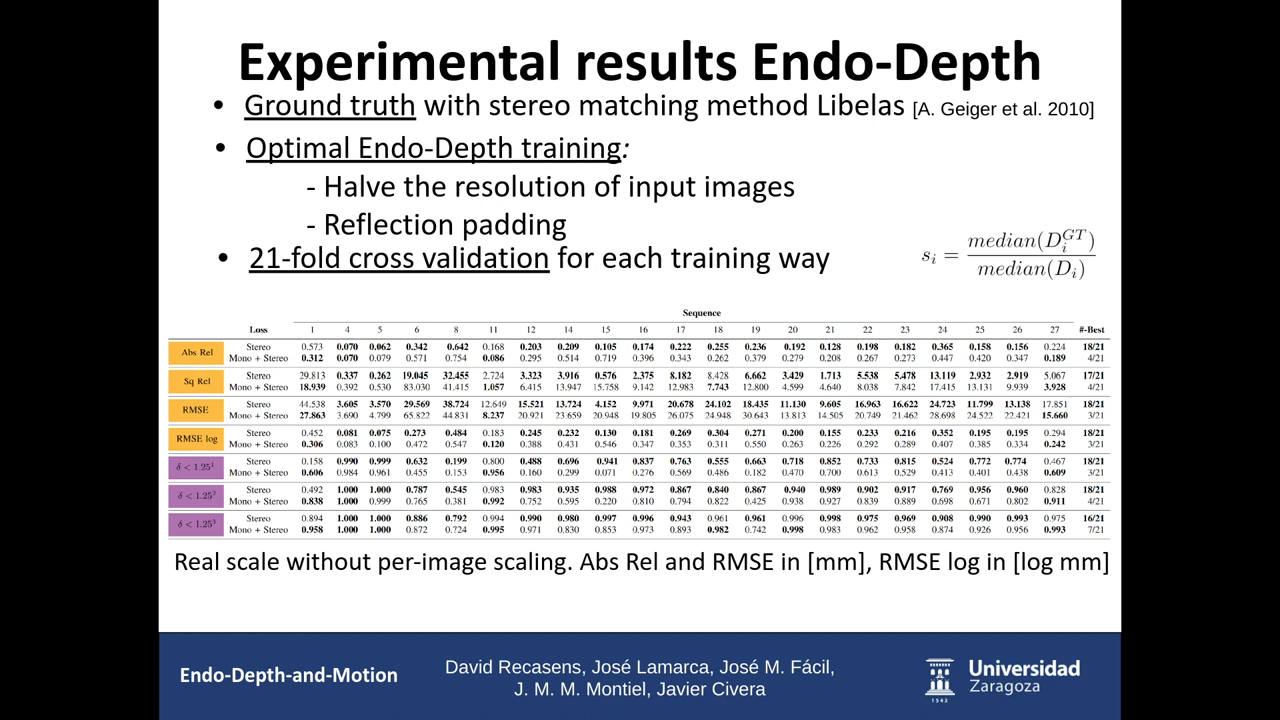 Experimental results Endo-Depth
• Ground truth with stereo matching method Libelas [A. Geiger et al. 2010]
• Optimal Endo-Depth training:
- Halve the resolution of input images
- Reflection padding
• 21-fold cross validation for each training way
s_i = median(D_i^{GT}) / median(D_i)
Sequence
Loss 1 4 5 6 8 11 12 14 15 16 17 18 19 20 21 22 23 24 25 26 27 #-Best
Abs Rel
Stereo 0.573 0.070 0.062 0.342 0.642 0.168 0.203 0.209 0.105 0.174 0.222 0.255 0.236 0.192 0.128 0.198 0.182 0.365 0.158 0.156 0.224 18/21
Mono + Stereo 0.312 0.070 0.079 0.571 0.754 0.086 0.295 0.514 0.719 0.396 0.343 0.262 0.379 0.279 0.208 0.267 0.273 0.447 0.420 0.347 0.189 4/21
Sq Rel
Stereo 29.813 0.337 0.262 19.045 32.455 2.724 3.323 3.916 0.576 2.375 8.182 8.428 6.662 3.429 1.713 5.538 5.478 13.119 2.932 2.919 5.067 17/21
Mono + Stereo 18.939 0.392 0.530 83.030 41.415 1.057 6.415 13.947 15.758 9.142 12.983 7.743 12.800 4.599 4.640 8.038 7.842 17.415 13.131 9.939 3.928 4/21
RMSE
Stereo 44.538 3.605 3.570 29.569 38.724 12.649 15.521 13.724 4.152 9.971 20.678 24.102 18.435 11.130 9.605 16.963 16.622 24.723 11.799 13.138 17.851 18/21
Mono + Stereo 27.863 3.690 4.799 65.822 44.831 8.237 20.921 23.659 20.948 19.805 26.075 24.948 30.643 13.813 14.505 20.749 21.462 28.698 24.522 22.421 15.660 3/21
RMSE log
Stereo 0.452 0.081 0.075 0.273 0.484 0.183 0.245 0.232 0.130 0.181 0.269 0.304 0.271 0.200 0.155 0.233 0.216 0.352 0.195 0.195 0.294 18/21
Mono + Stereo 0.306 0.083 0.100 0.472 0.547 0.120 0.388 0.431 0.546 0.347 0.353 0.311 0.550 0.263 0.226 0.292 0.289 0.407 0.385 0.334 0.242 3/21
δ < 1.25¹
Stereo 0.158 0.990 0.999 0.632 0.199 0.800 0.488 0.696 0.941 0.837 0.763 0.555 0.663 0.718 0.852 0.733 0.815 0.524 0.772 0.774 0.467 18/21
Mono + Stereo 0.606 0.984 0.961 0.455 0.153 0.956 0.160 0.299 0.071 0.276 0.569 0.486 0.182 0.470 0.700 0.613 0.529 0.413 0.401 0.438 0.609 3/21
δ < 1.25²
Stereo 0.492 1.000 1.000 0.787 0.545 0.983 0.983 0.935 0.988 0.972 0.867 0.840 0.867 0.940 0.989 0.902 0.917 0.769 0.956 0.960 0.828 18/21
Mono + Stereo 0.838 1.000 0.999 0.765 0.381 0.992 0.752 0.595 0.220 0.810 0.794 0.822 0.425 0.938 0.927 0.839 0.889 0.698 0.671 0.802 0.911 4/21
δ < 1.25³
Stereo 0.894 1.000 1.000 0.886 0.792 0.994 0.990 0.980 0.997 0.996 0.943 0.961 0.961 0.996 0.998 0.975 0.969 0.908 0.990 0.993 0.975 16/21
Mono + Stereo 0.958 1.000 1.000 0.872 0.724 0.995 0.971 0.830 0.853 0.973 0.893 0.982 0.742 0.998 0.983 0.962 0.958 0.874 0.926 0.956 0.993 7/21
Real scale without per-image scaling. Abs Rel and RMSE in [mm], RMSE log in [log mm]
Endo-Depth-and-Motion
David Recasens, José Lamarca, José M. Fácil,
J. M. M. Montiel, Javier Civera
Universidad
Zaragoza
1542